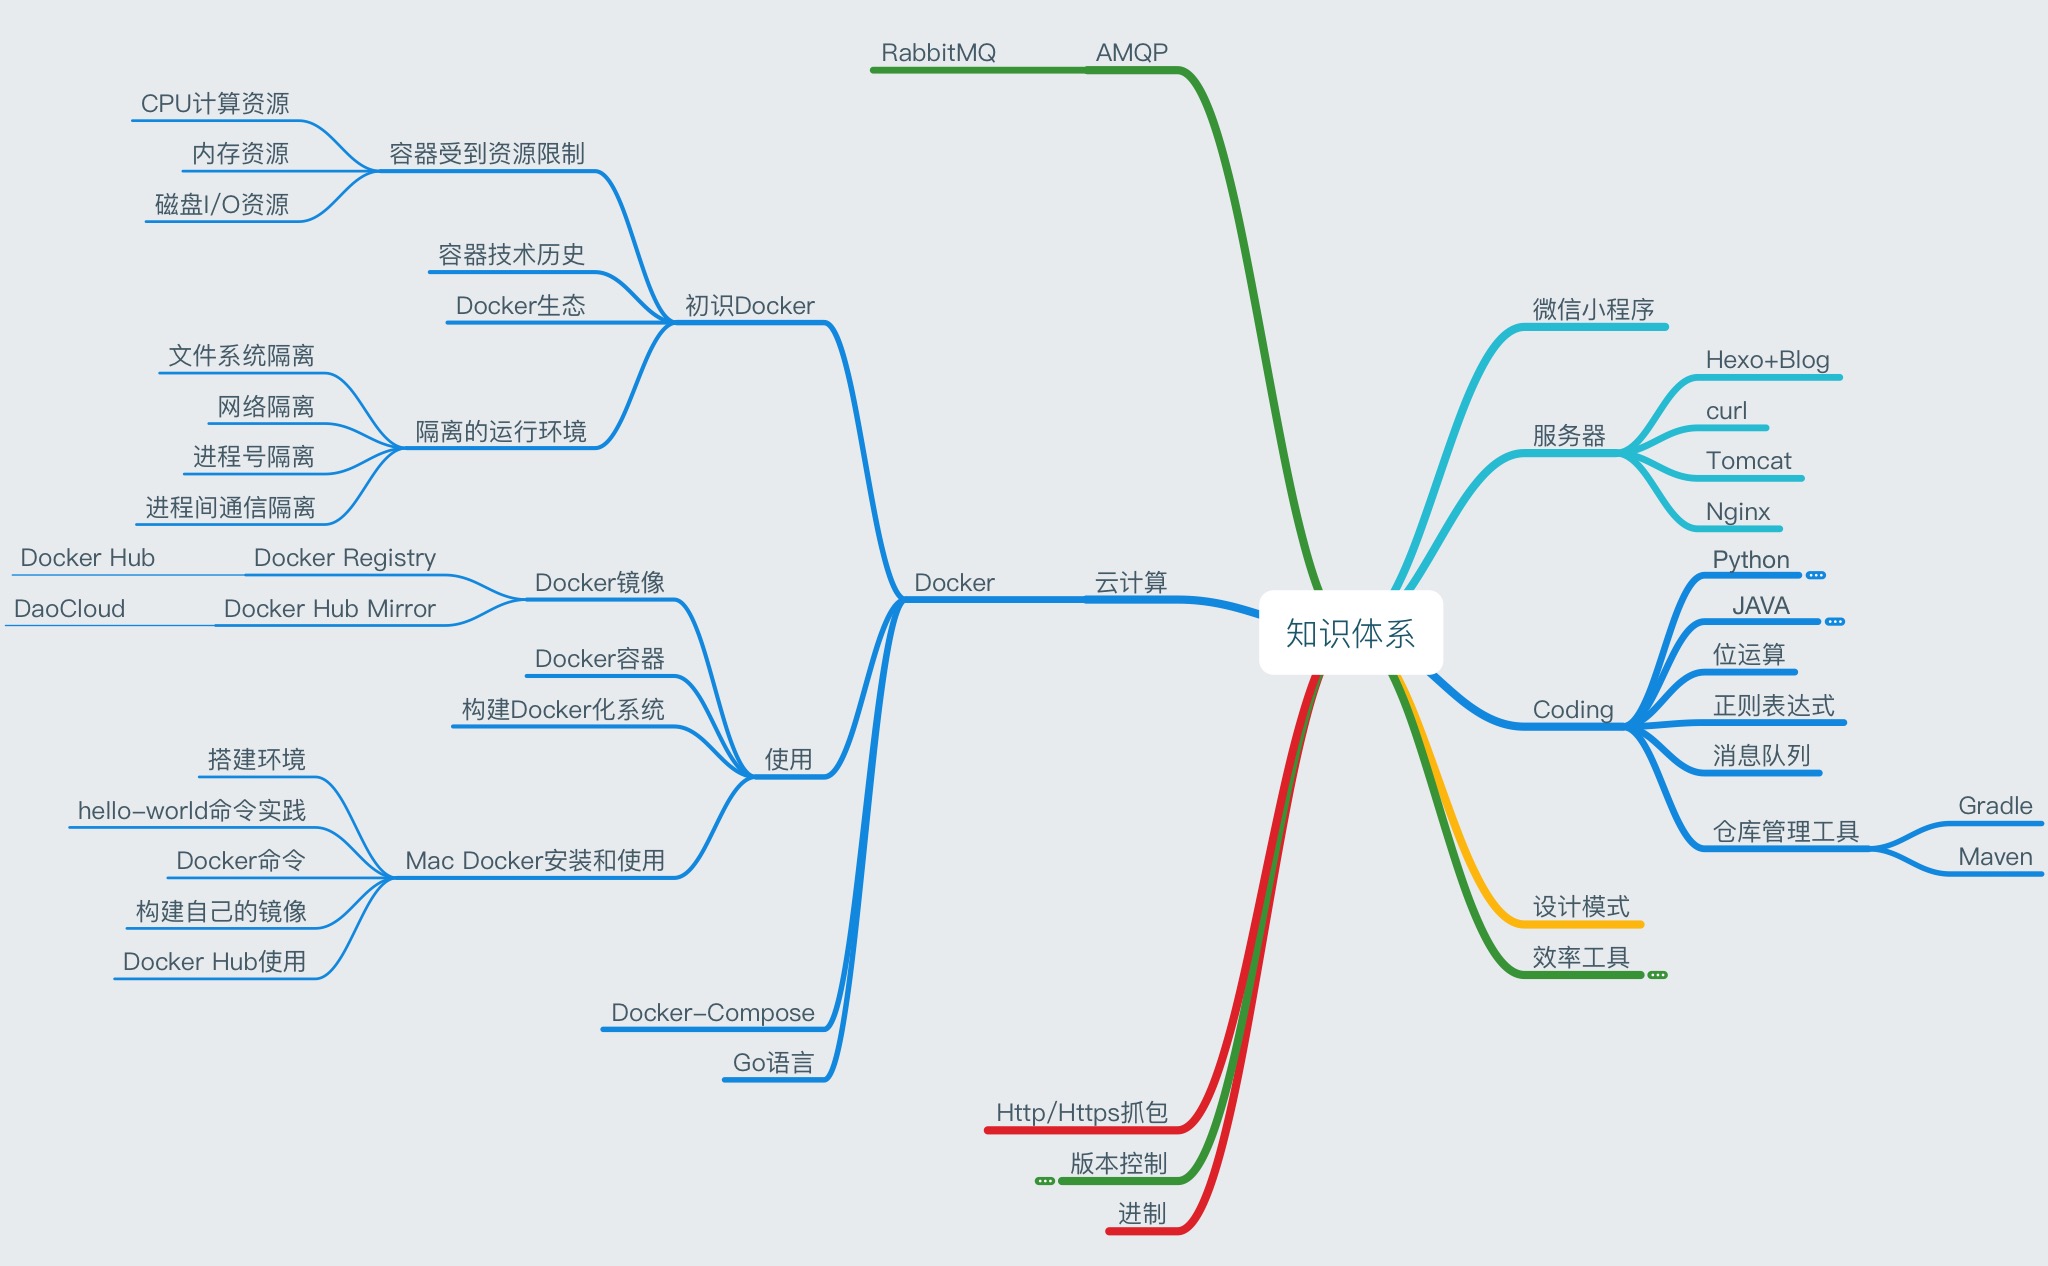 知识体系
AMQP
RabbitMQ
云计算
Docker
初识Docker
容器受到资源限制
CPU计算资源
内存资源
磁盘I/O资源
容器技术历史
Docker生态
隔离的运行环境
文件系统隔离
网络隔离
进程号隔离
进程间通信隔离
使用
Docker镜像
Docker Registry
Docker Hub
Docker Hub Mirror
DaoCloud
Docker容器
构建Docker化系统
Mac Docker安装和使用
搭建环境
hello-world命令实践
Docker命令
构建自己的镜像
Docker Hub使用
Docker-Compose
Go语言
Http/Https抓包
版本控制
进制
微信小程序
服务器
Hexo+Blog
curl
Tomcat
Nginx
Coding
Python
JAVA
位运算
正则表达式
消息队列
仓库管理工具
Gradle
Maven
设计模式
效率工具